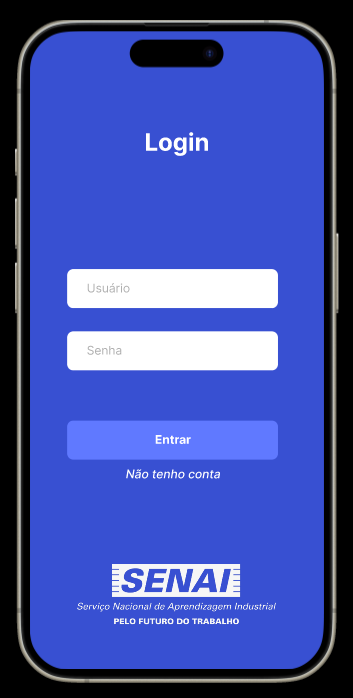 Login
Usuário
Senha
Entrar
Não tenho conta
SENAI
Serviço Nacional de Aprendizagem Industrial
PELO FUTURO DO TRABALHO